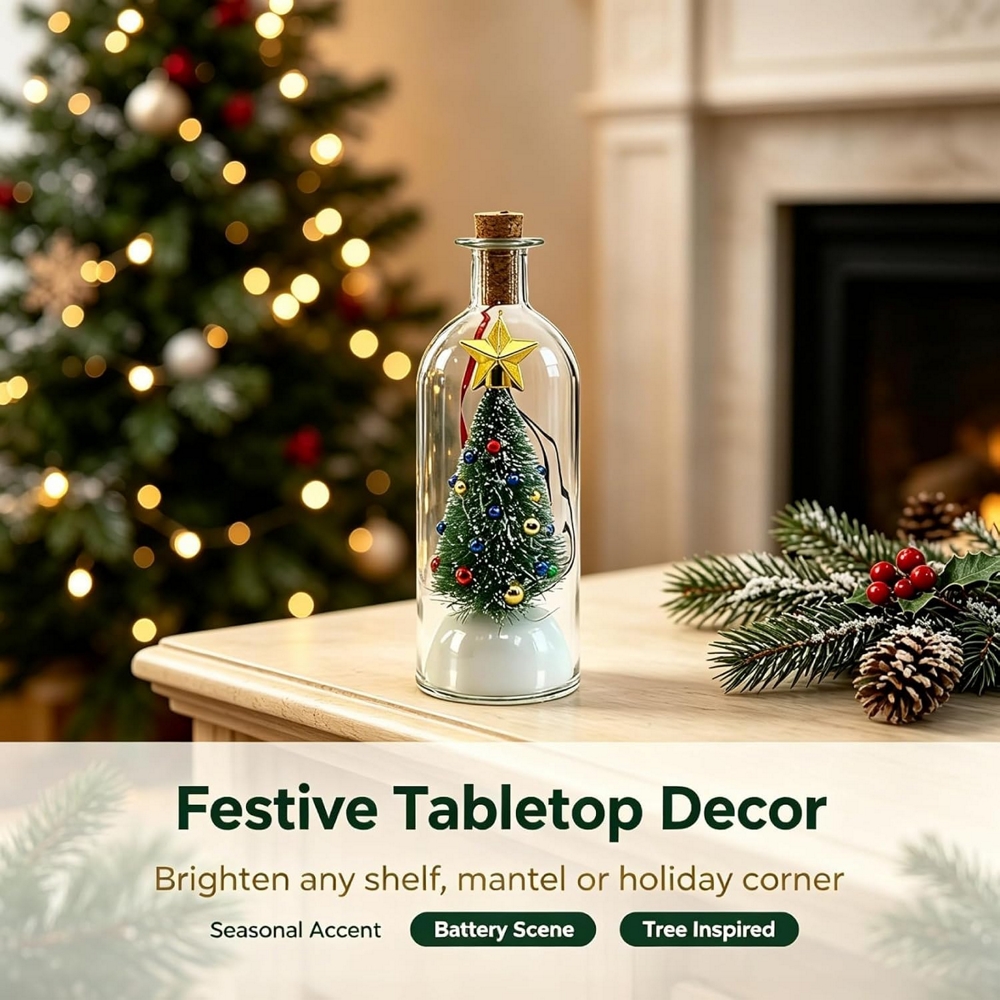 Festive Tabletop Decor
Brighten any shelf, mantel or holiday corner
Seasonal Accent Battery Scene Tree Inspired